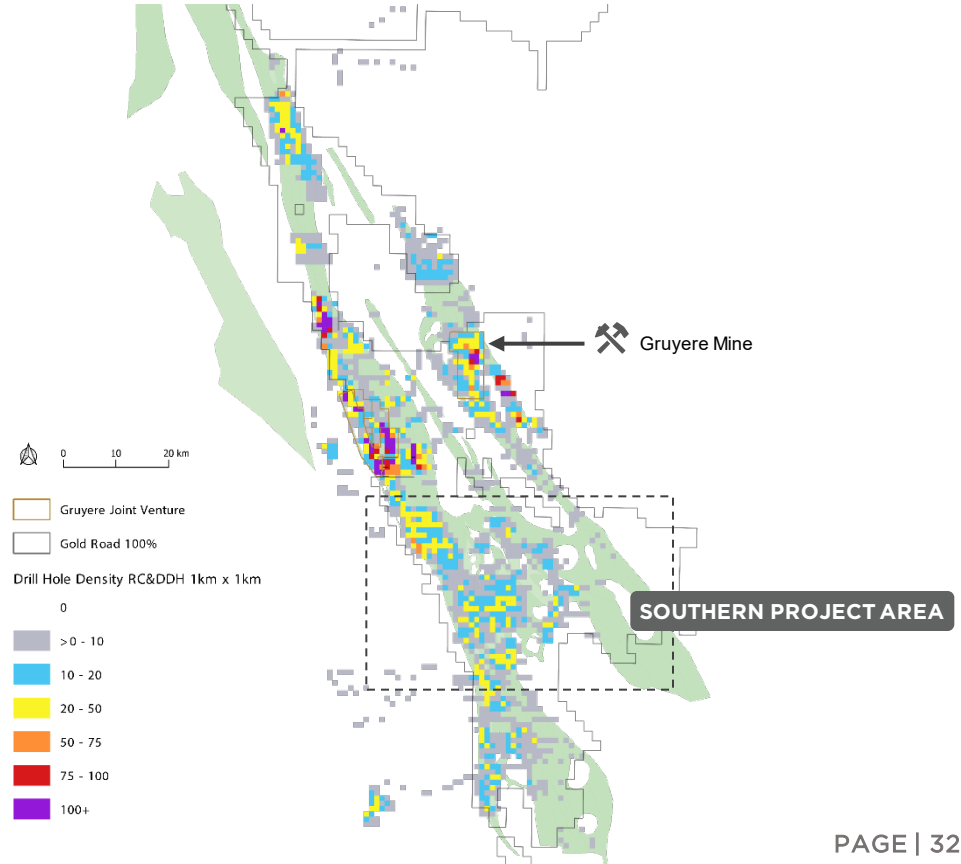 Gruyere Mine
0
10
20 km
Gruyere Joint Venture
Gold Road 100%
Drill Hole Density RC&DDH 1km x 1km
0
>0 - 10
10 - 20
20 - 50
50 - 75
75 - 100
100+
SOUTHERN PROJECT AREA
PAGE | 32